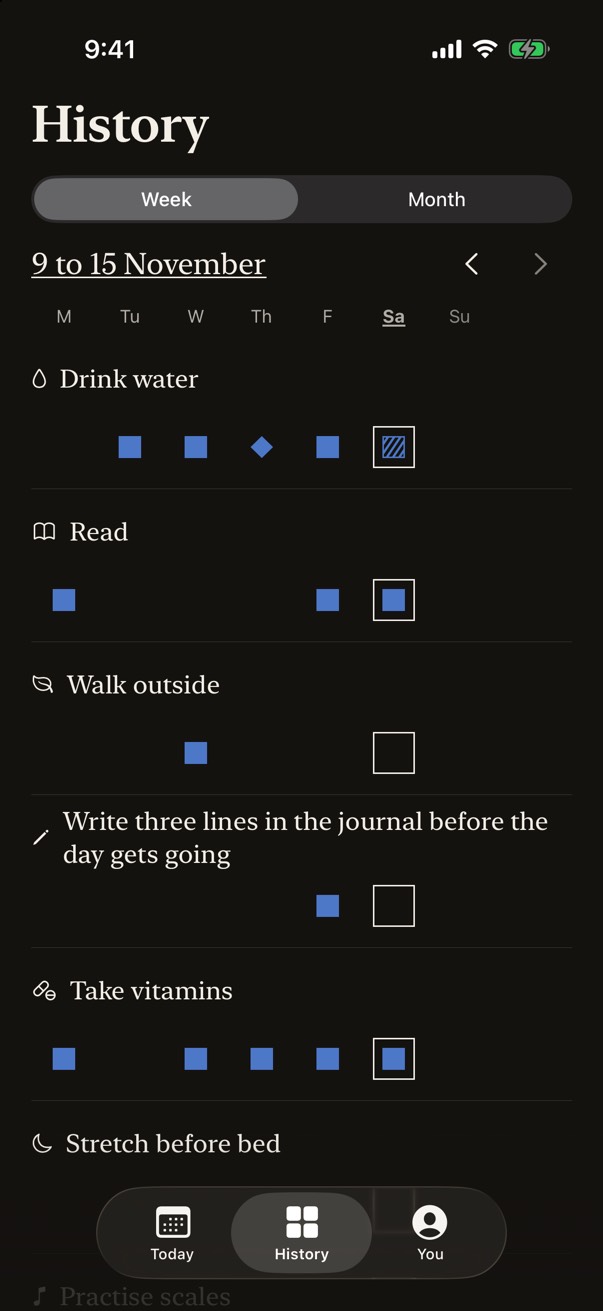 9:41
History
Week
Month
9 to 15 November
M Tu W Th F Sa Su
Drink water
Read
Walk outside
Write three lines in the journal before the
day gets going
Take vitamins
Stretch before bed
Today
History
You
Practise scales